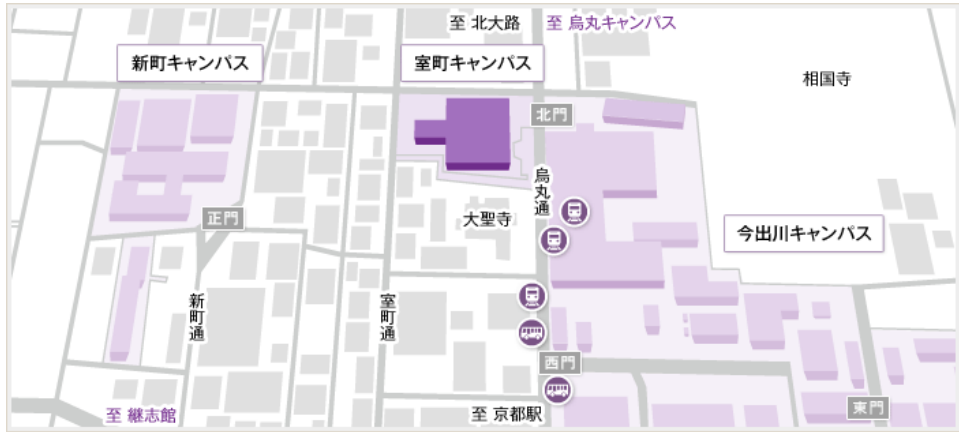 至 北大路
至 烏丸キャンパス
新町キャンパス
室町キャンパス
相国寺
北門
烏丸通
正門
大聖寺
今出川キャンパス
新町通
室町通
西門
至 継志館
至 京都駅
東門